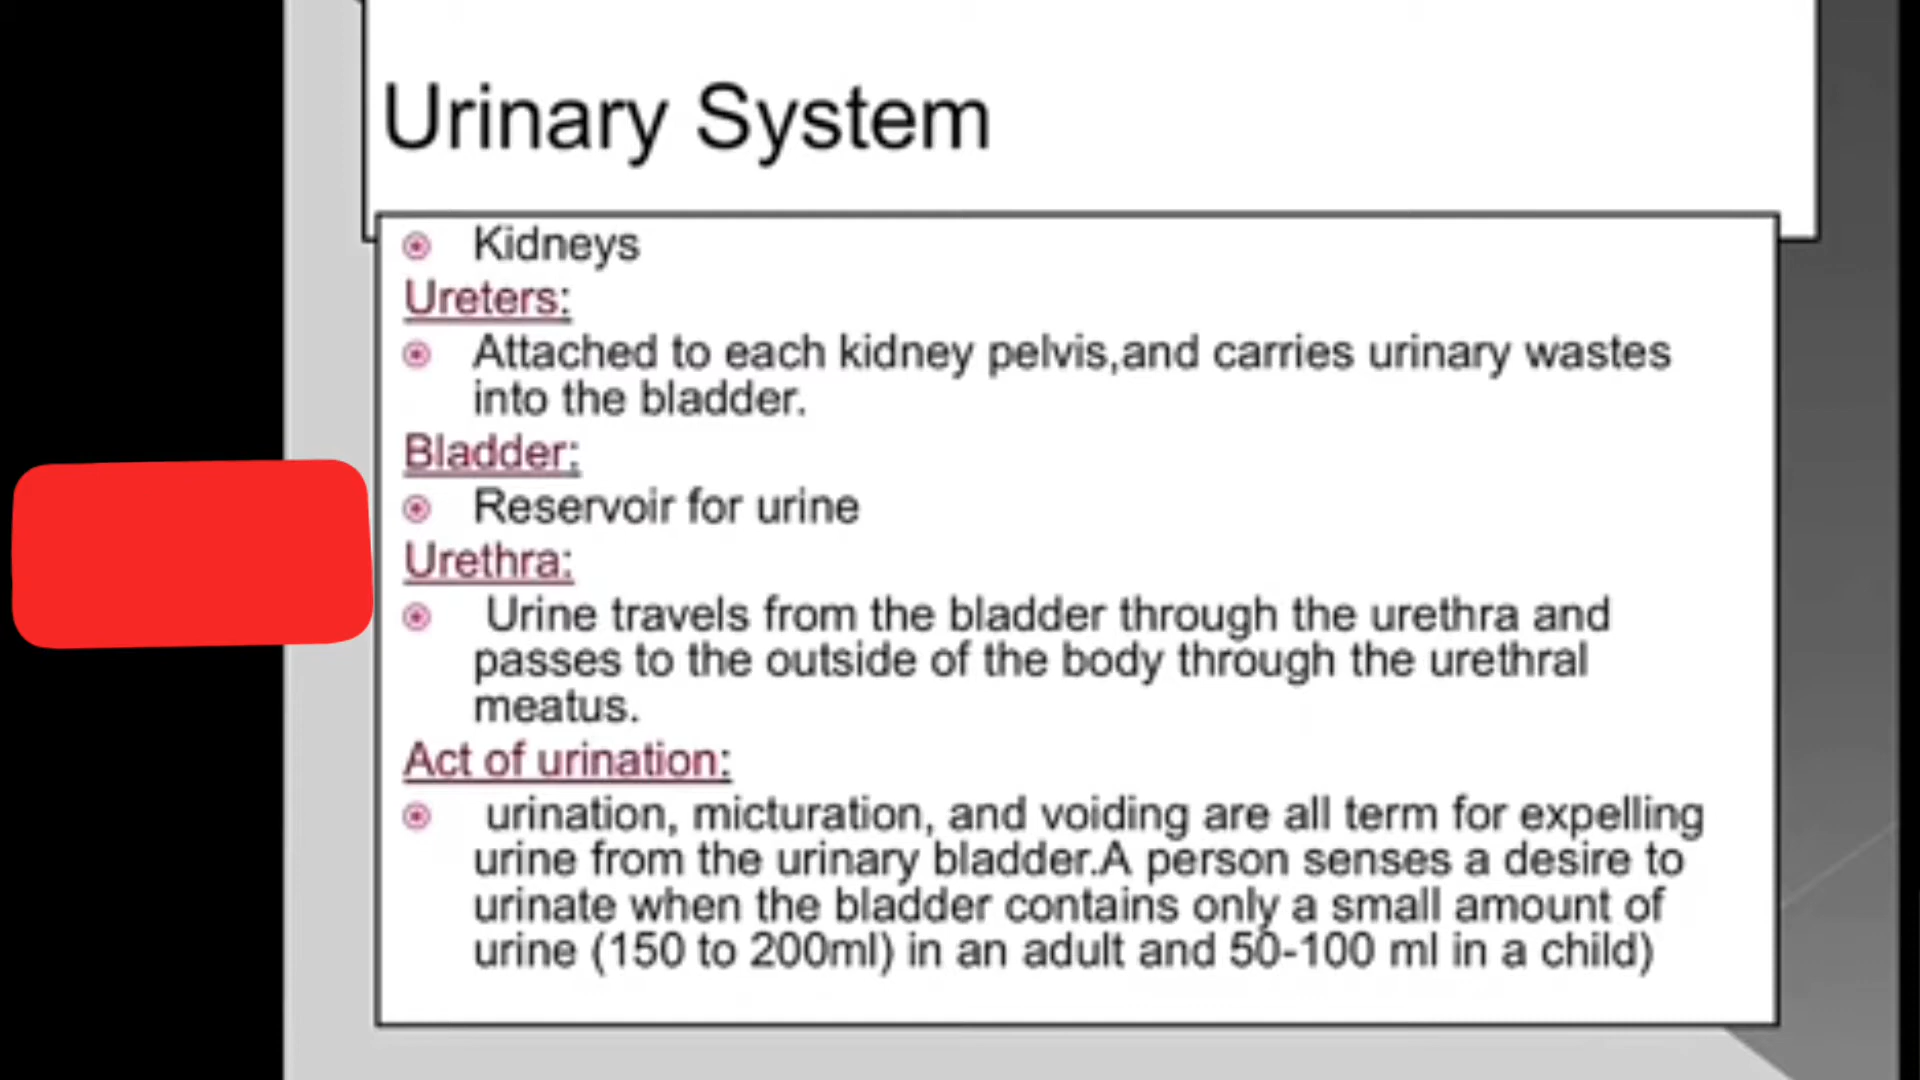 Urinary System
Kidneys
Ureters:
Attached to each kidney pelvis,and carries urinary wastes
into the bladder.
Bladder:
Reservoir for urine
Urethra:
Urine travels from the bladder through the urethra and
passes to the outside of the body through the urethral
meatus.
Act of urination:
urination, micturation, and voiding are all term for expelling
urine from the urinary bladder.A person senses a desire to
urinate when the bladder contains only a small amount of
urine (150 to 200ml) in an adult and 50-100 ml in a child)